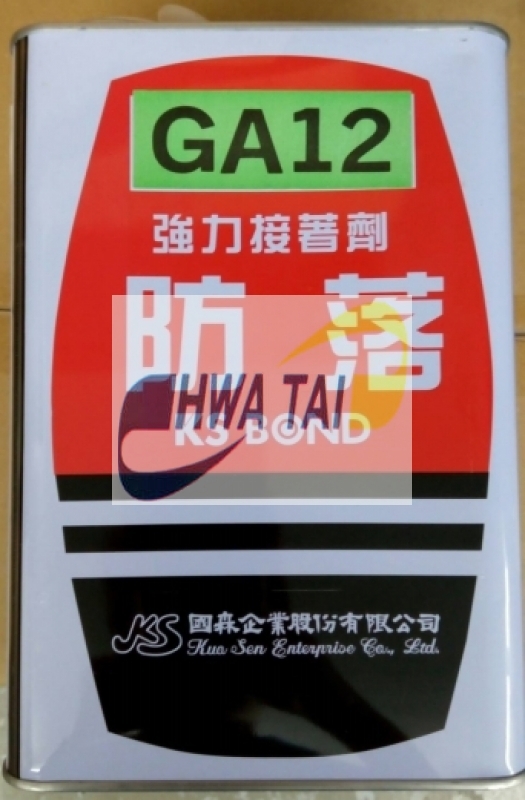 GA12
強力接著劑
防落
HWA TAI
KS BOND
KS 國森企業股份有限公司
Kuo Sen Enterprise Co., Ltd.